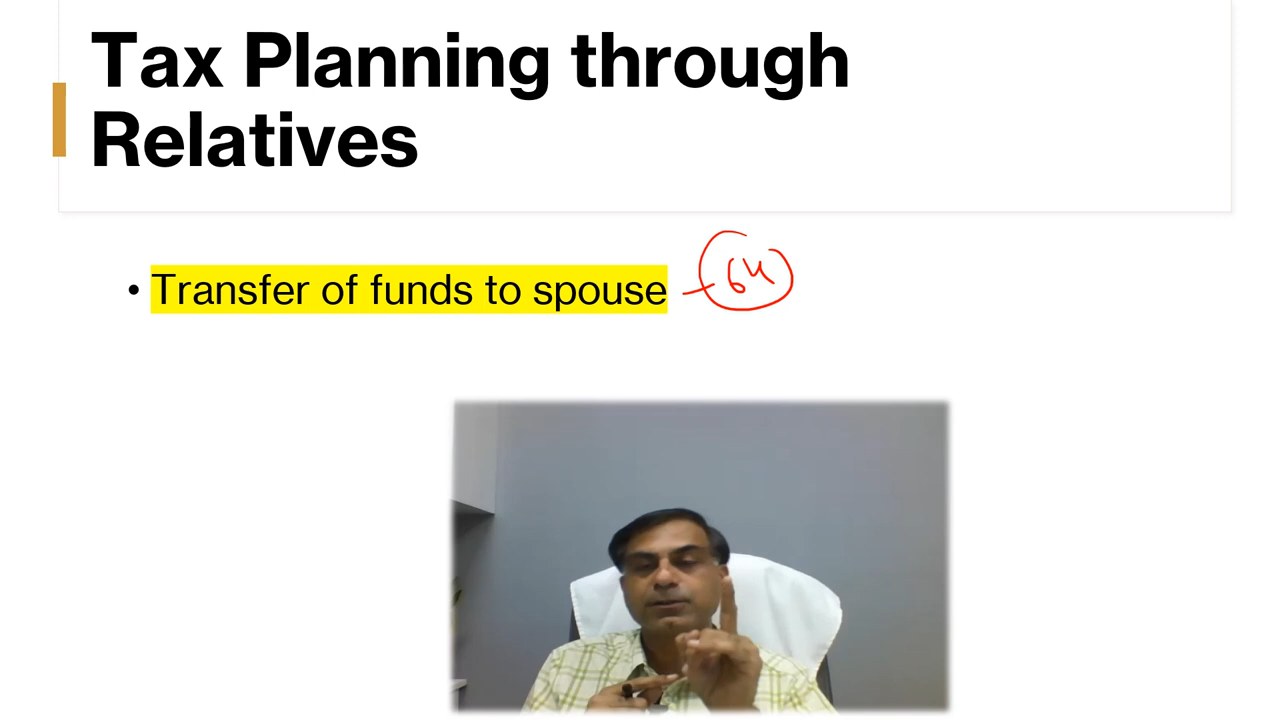 Tax Planning through
Relatives
• Transfer of funds to spouse - 64